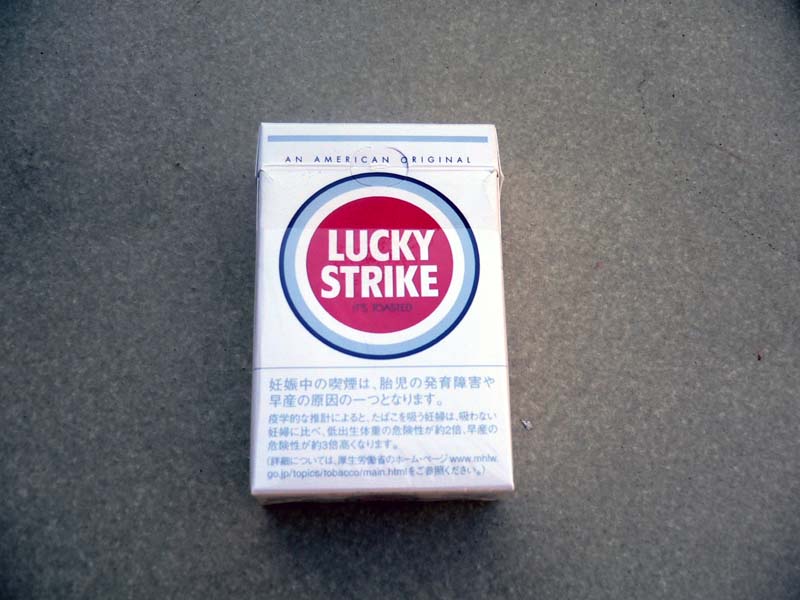 AN AMERICAN ORIGINAL
LUCKY
STRIKE
IT'S TOASTED
妊娠中の喫煙は、胎児の発育障害や
早産の原因の一つとなります。
疫学的な推計によると、たばこを吸う妊婦は、吸わない
妊婦に比べ、低出生体重の危険性が約2倍、早産の
危険性が約3倍高くなります。
(詳細については、厚生労働省のホーム・ページwww.mhlw.
go.jp/topics/tobacco/main.htmlをご参照ください。)